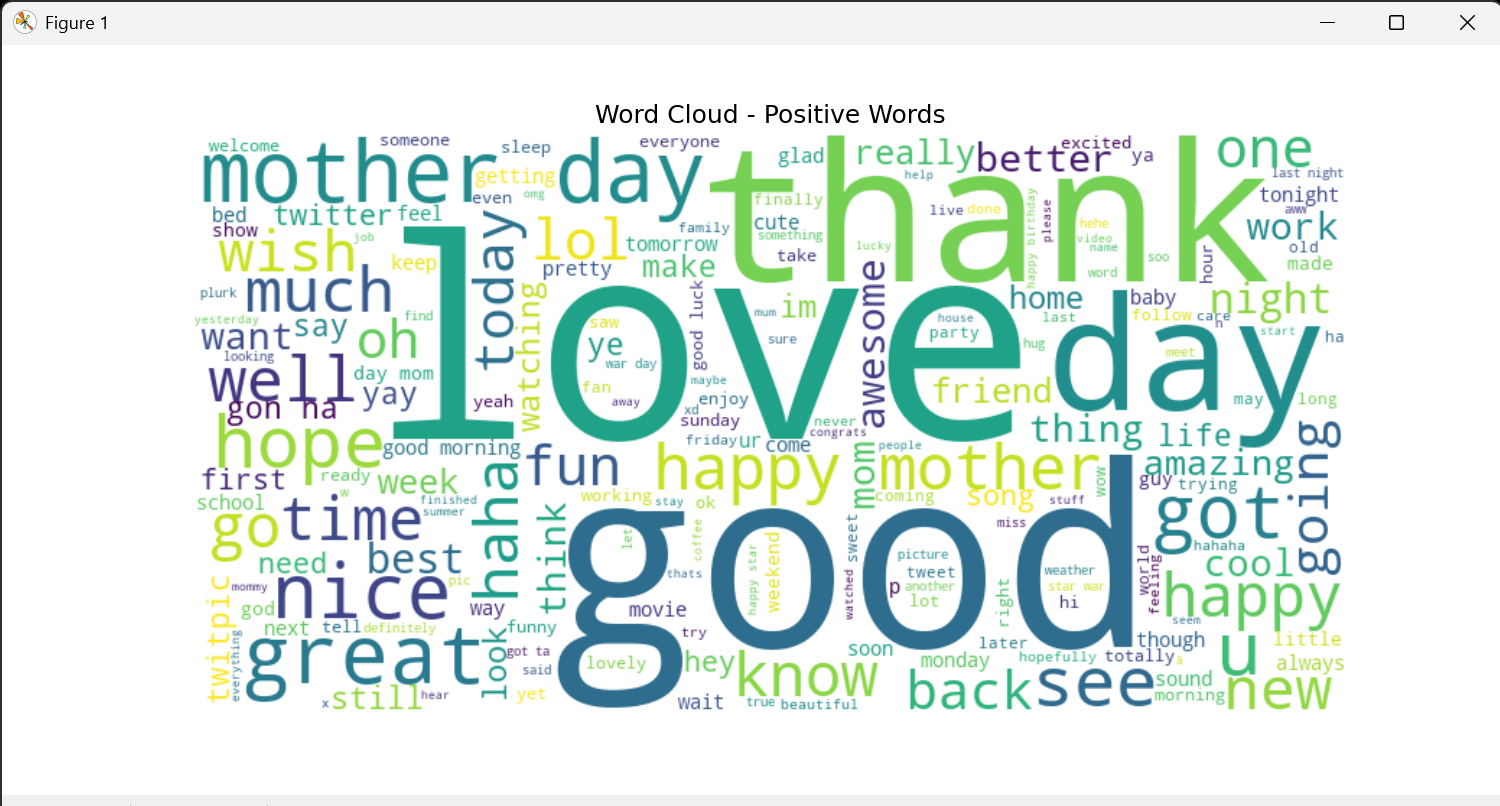 Figure 1
Word Cloud - Positive Words
welcome
someone
sleep
everyone
glad
really
better
excited
ya
one
last night
mother day
getting
even
omg
thank
help
tonight
aww
bed
show
twitter
feel
today
lol
family
tomorrow
finally
cute
something
live
done
happy birthday
please
hehe
video
name
work
old
wish
job
keep
pretty
make
take
lucky
word
soo
hour
made
plurk
much
love
watching
good luck
mum
im
awesome
home
baby
night
yesterday
want
say
find
oh
saw
ye
sure
house
party
last
follow
care
n
start
ha
looking
well
day mom
yay
war day
fan
away
maybe
xd
enjoy
friend
hug
day
meet
may
long
gon na
yeah
sunday
never
congrats
hope
good morning
fun
friday
ur
come
people
thing
life
first
ready
w
week
happy
mom
mother
wow
amazing
guy
trying
going
school
finished
summer
haha
working
stay
ok
coming
song
stuff
go
time
think
let
coffee
sweet
miss
got
hahaha
need
best
good
thats
happy star
weekend
picture
tweet
weather
world
feeling
cool
twitpic
mommy
nice
pic
way
movie
watched
p
another
lot
right
star war
hi
happy
god
next
tell
definitely
funny
try
seem
everything
great
look
got ta
said
lovely
hey
know
soon
monday
later
hopefully
totally
though
a
u
little
always
x
still
hear
yet
wait
true
beautiful
back
see
sound
morning
new